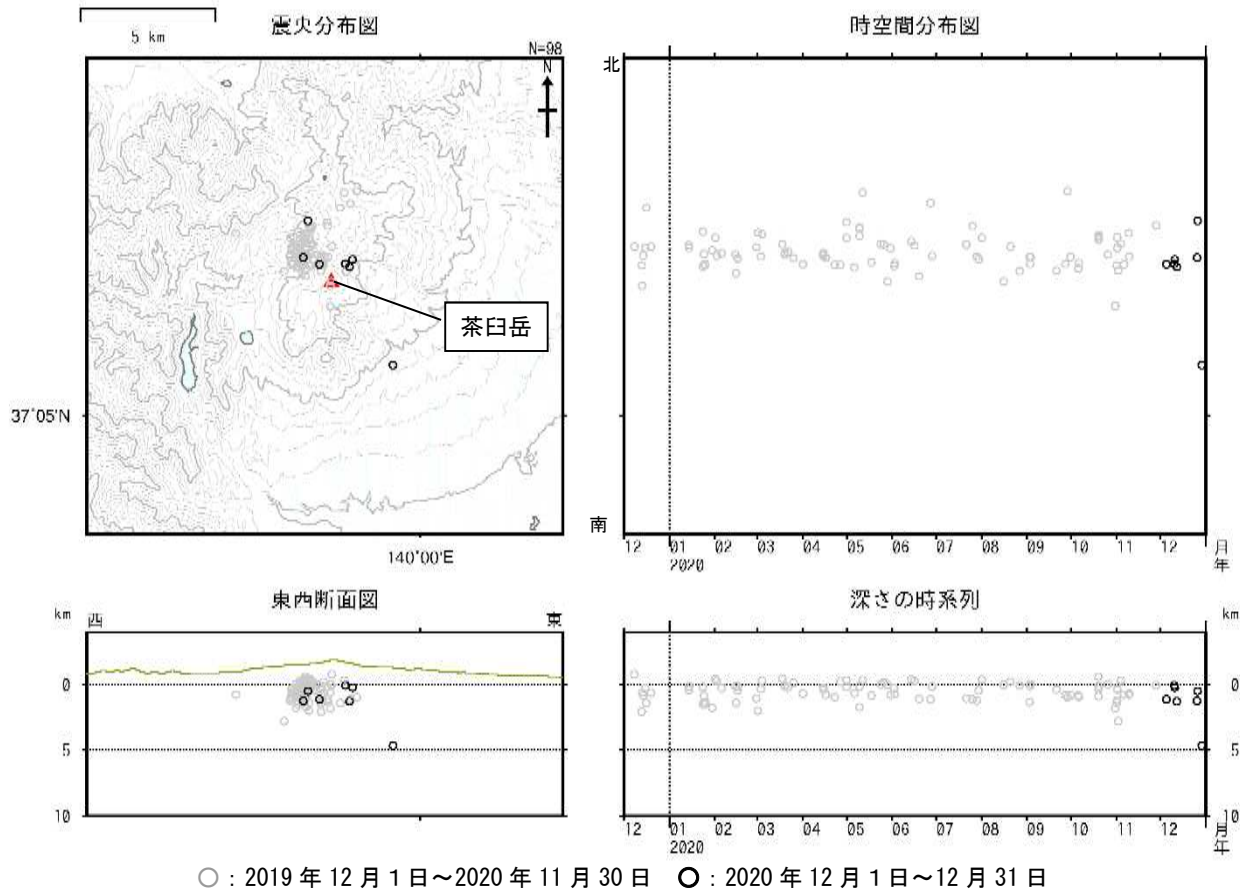 5 km
震央分布図
N=98
N
茶臼岳
37°05'N
140°00'E
時空間分布図
北
南
12 01 02 03 04 05 06 07 08 09 10 11 12 月
2020 年
東西断面図
km 西 東
0
5
10
深さの時系列
km
0
5
10
12 01 02 03 04 05 06 07 08 09 10 11 12 月
2020 年
○ : 2019 年 12 月 1 日～2020 年 11 月 30 日 ○ : 2020 年 12 月 1 日～12 月 31 日